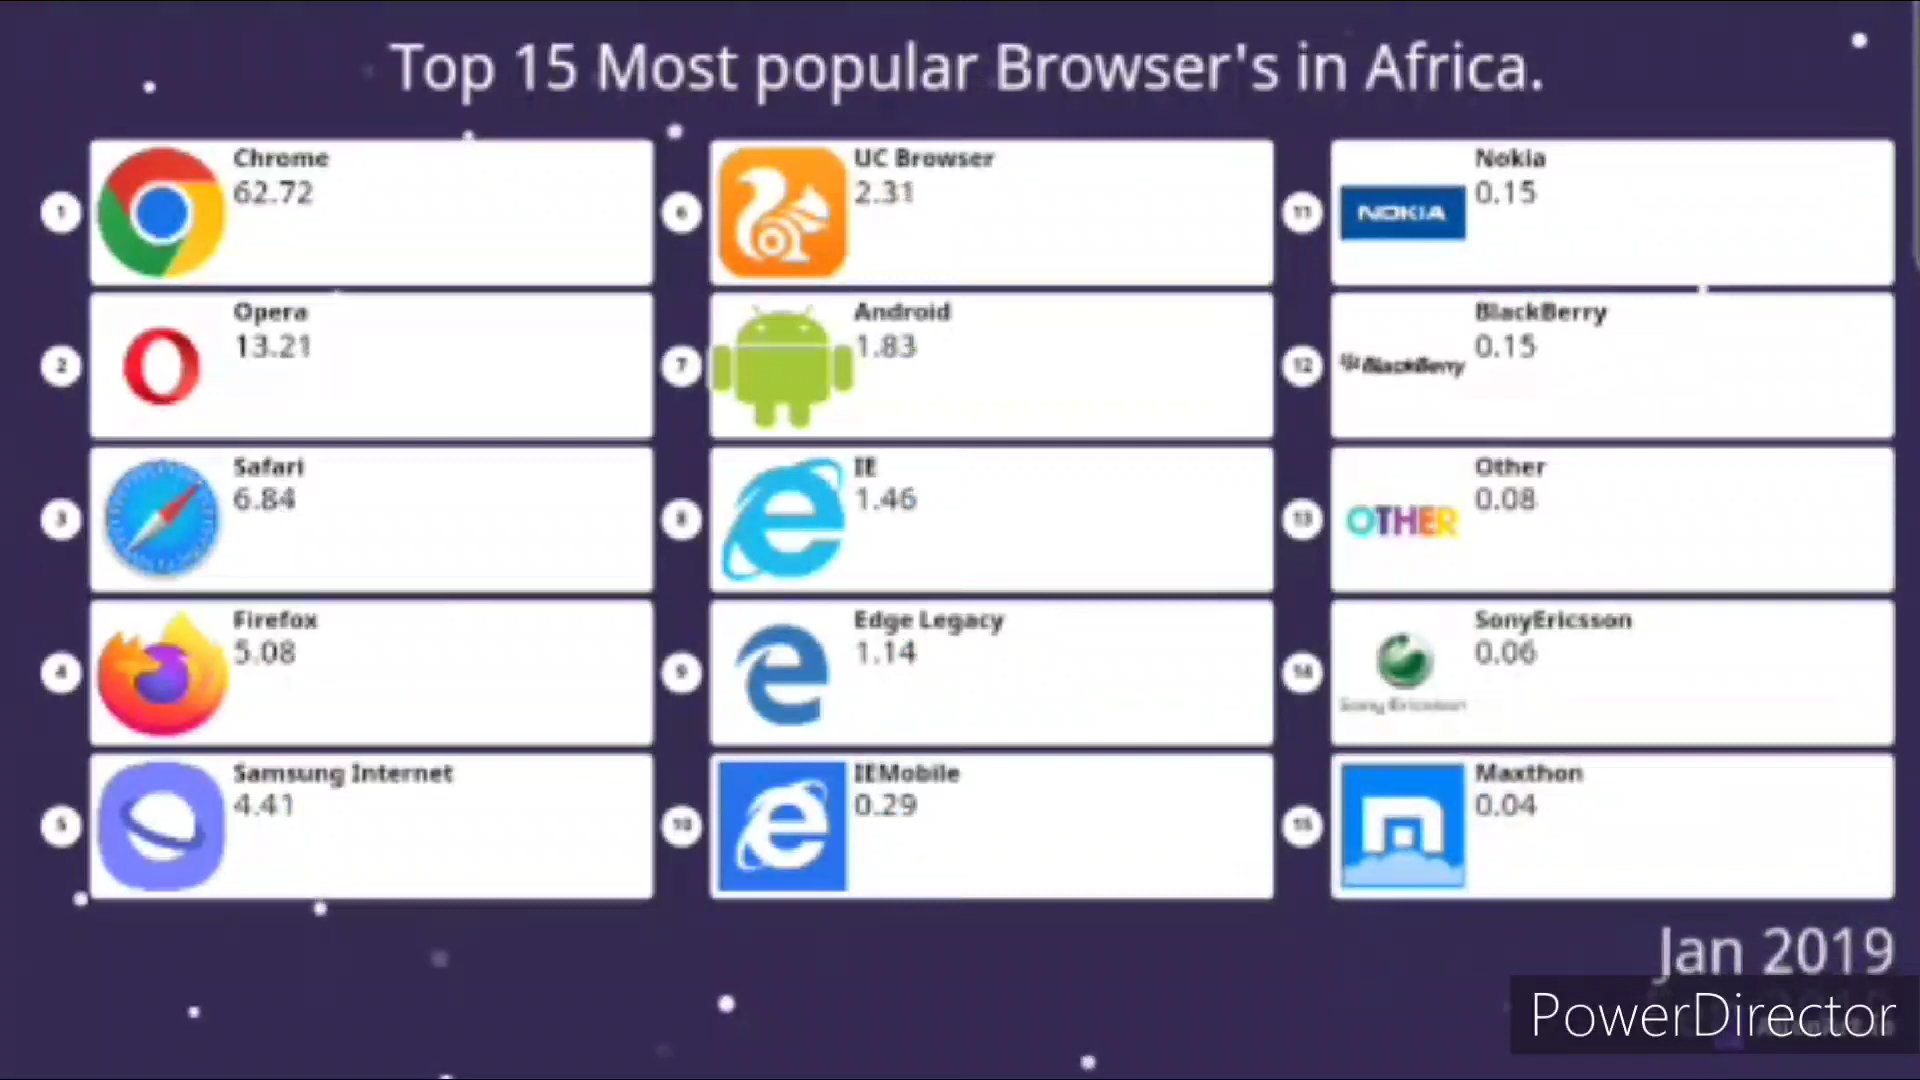 Top 15 Most popular Browser's in Africa.
1
Chrome
62.72
2
Opera
13.21
3
Safari
6.84
4
Firefox
5.08
5
Samsung Internet
4.41
6
UC Browser
2.31
7
Android
1.83
8
IE
1.46
9
Edge Legacy
1.14
10
IEMobile
0.29
11
NOKIA
Nokia
0.15
12
BlackBerry
BlackBerry
0.15
13
OTHER
Other
0.08
14
Sony Ericsson
SonyEricsson
0.06
15
Maxthon
0.04
Jan 2019
PowerDirector